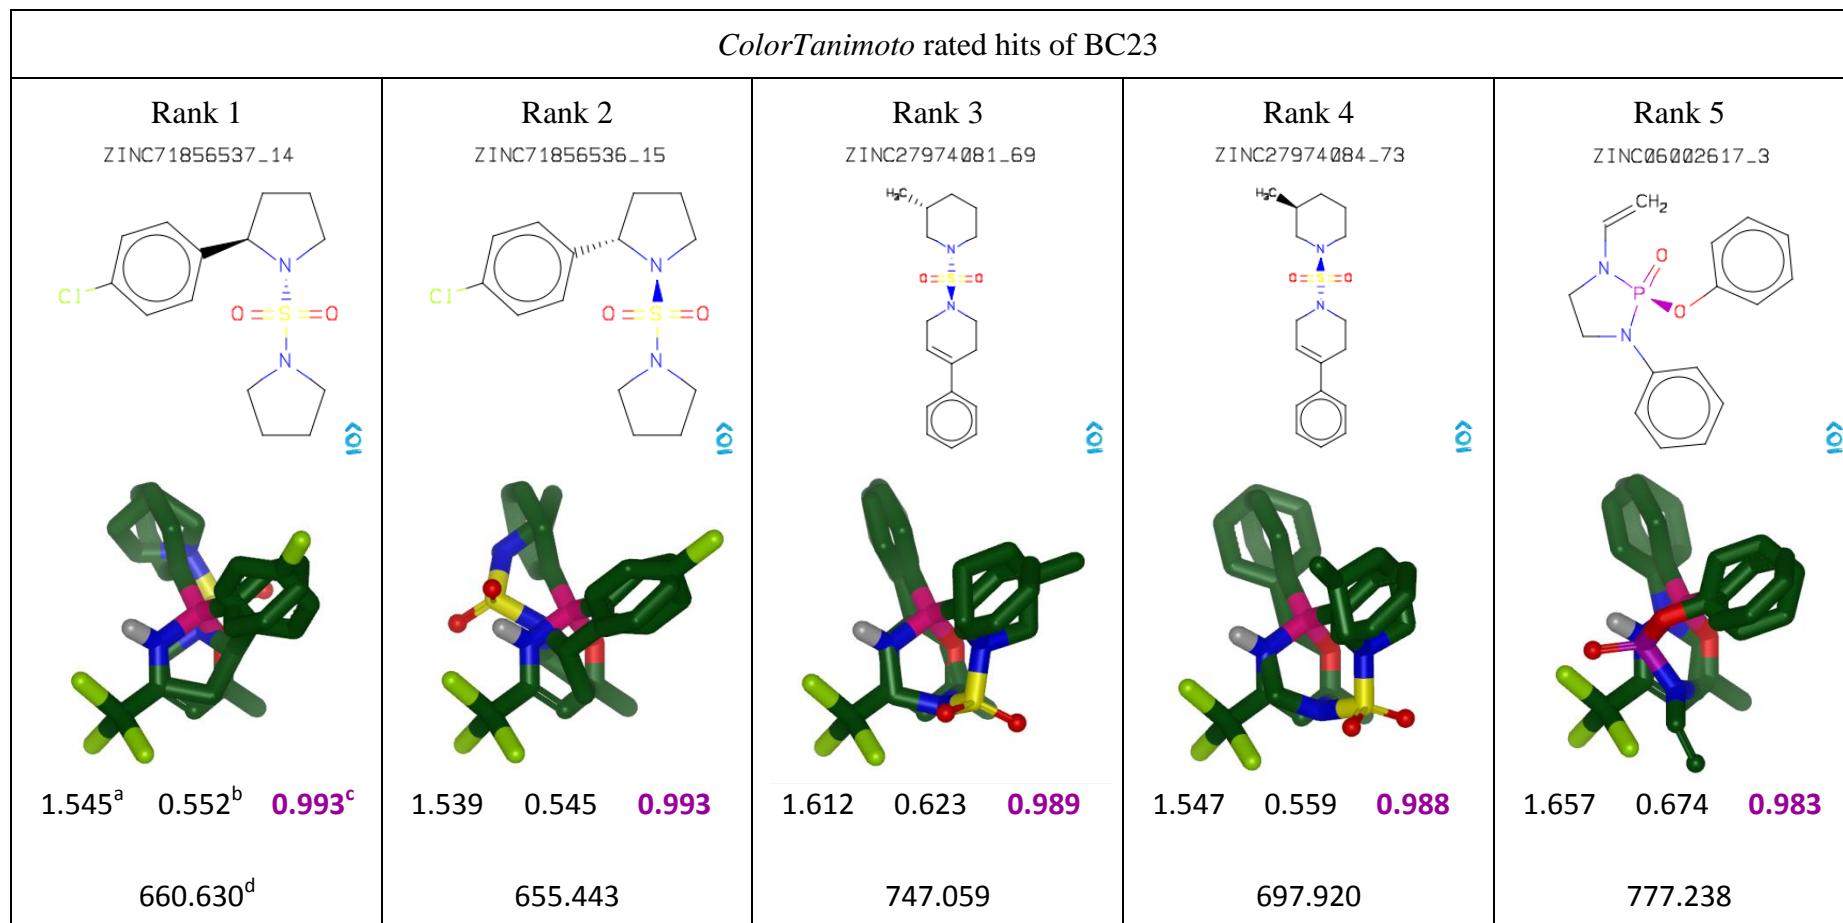 ColorTanimoto rated hits of BC23
Rank 1
ZINC71856537_14
Cl
N
O
S
O
N
1.545a 0.552b 0.993c
660.630d
Rank 2
ZINC71856536_15
Cl
N
O
S
O
N
1.539 0.545 0.993
655.443
Rank 3
ZINC27974081_69
H3C
N
O
S
O
N
1.612 0.623 0.989
747.059
Rank 4
ZINC27974084_73
H3C
N
O
S
O
N
1.547 0.559 0.988
697.920
Rank 5
ZINC06002617_3
CH2
O
N
P
O
N
1.657 0.674 0.983
777.238